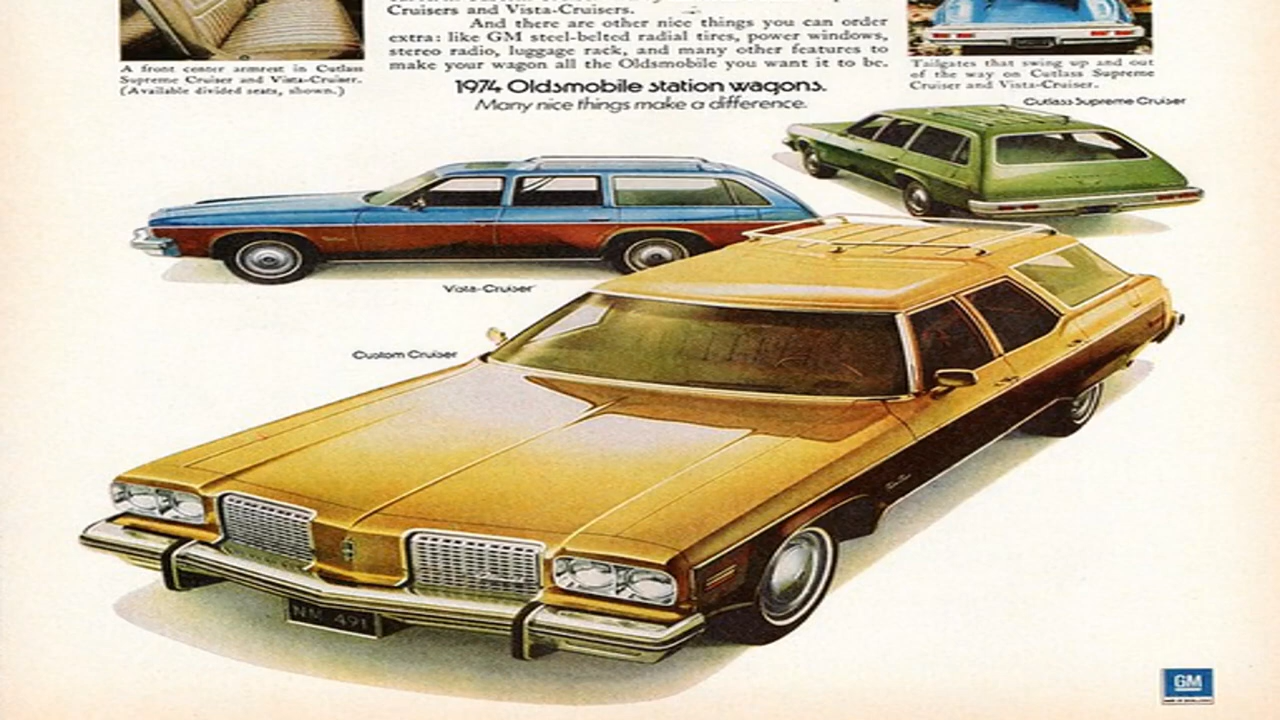 Cruisers and Vista-Cruisers.
And there are other nice things you can order
extra: like GM steel-belted radial tires, power windows,
stereo radio, luggage rack, and many other features to
make your wagon all the Oldsmobile you want it to be.
A front center armrest in Cutlass
Supreme Cruiser and Vista-Cruiser.
(Available divided seats, shown.)
Tailgates that swing up and out
of the way on Cutlass Supreme
Cruiser and Vista-Cruiser.
1974 Oldsmobile station wagons.
Many nice things make a difference.
Cutlass Supreme Cruiser
Vista-Cruiser
Custom Cruiser
NM 491
GM